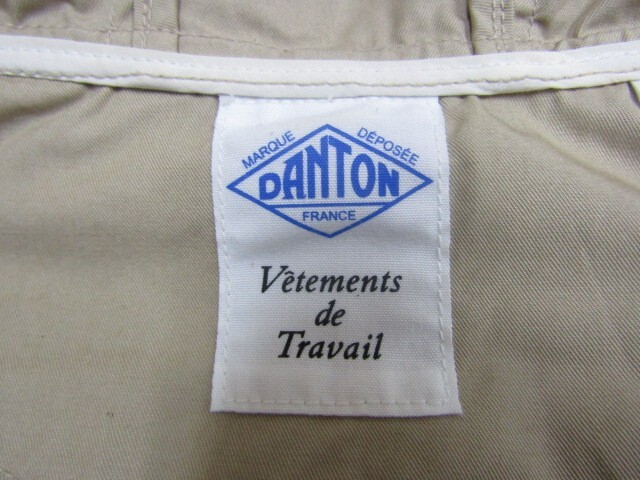 MARQUE DÉPOSÉE
DANTON
FRANCE
Vêtements
de
Travail